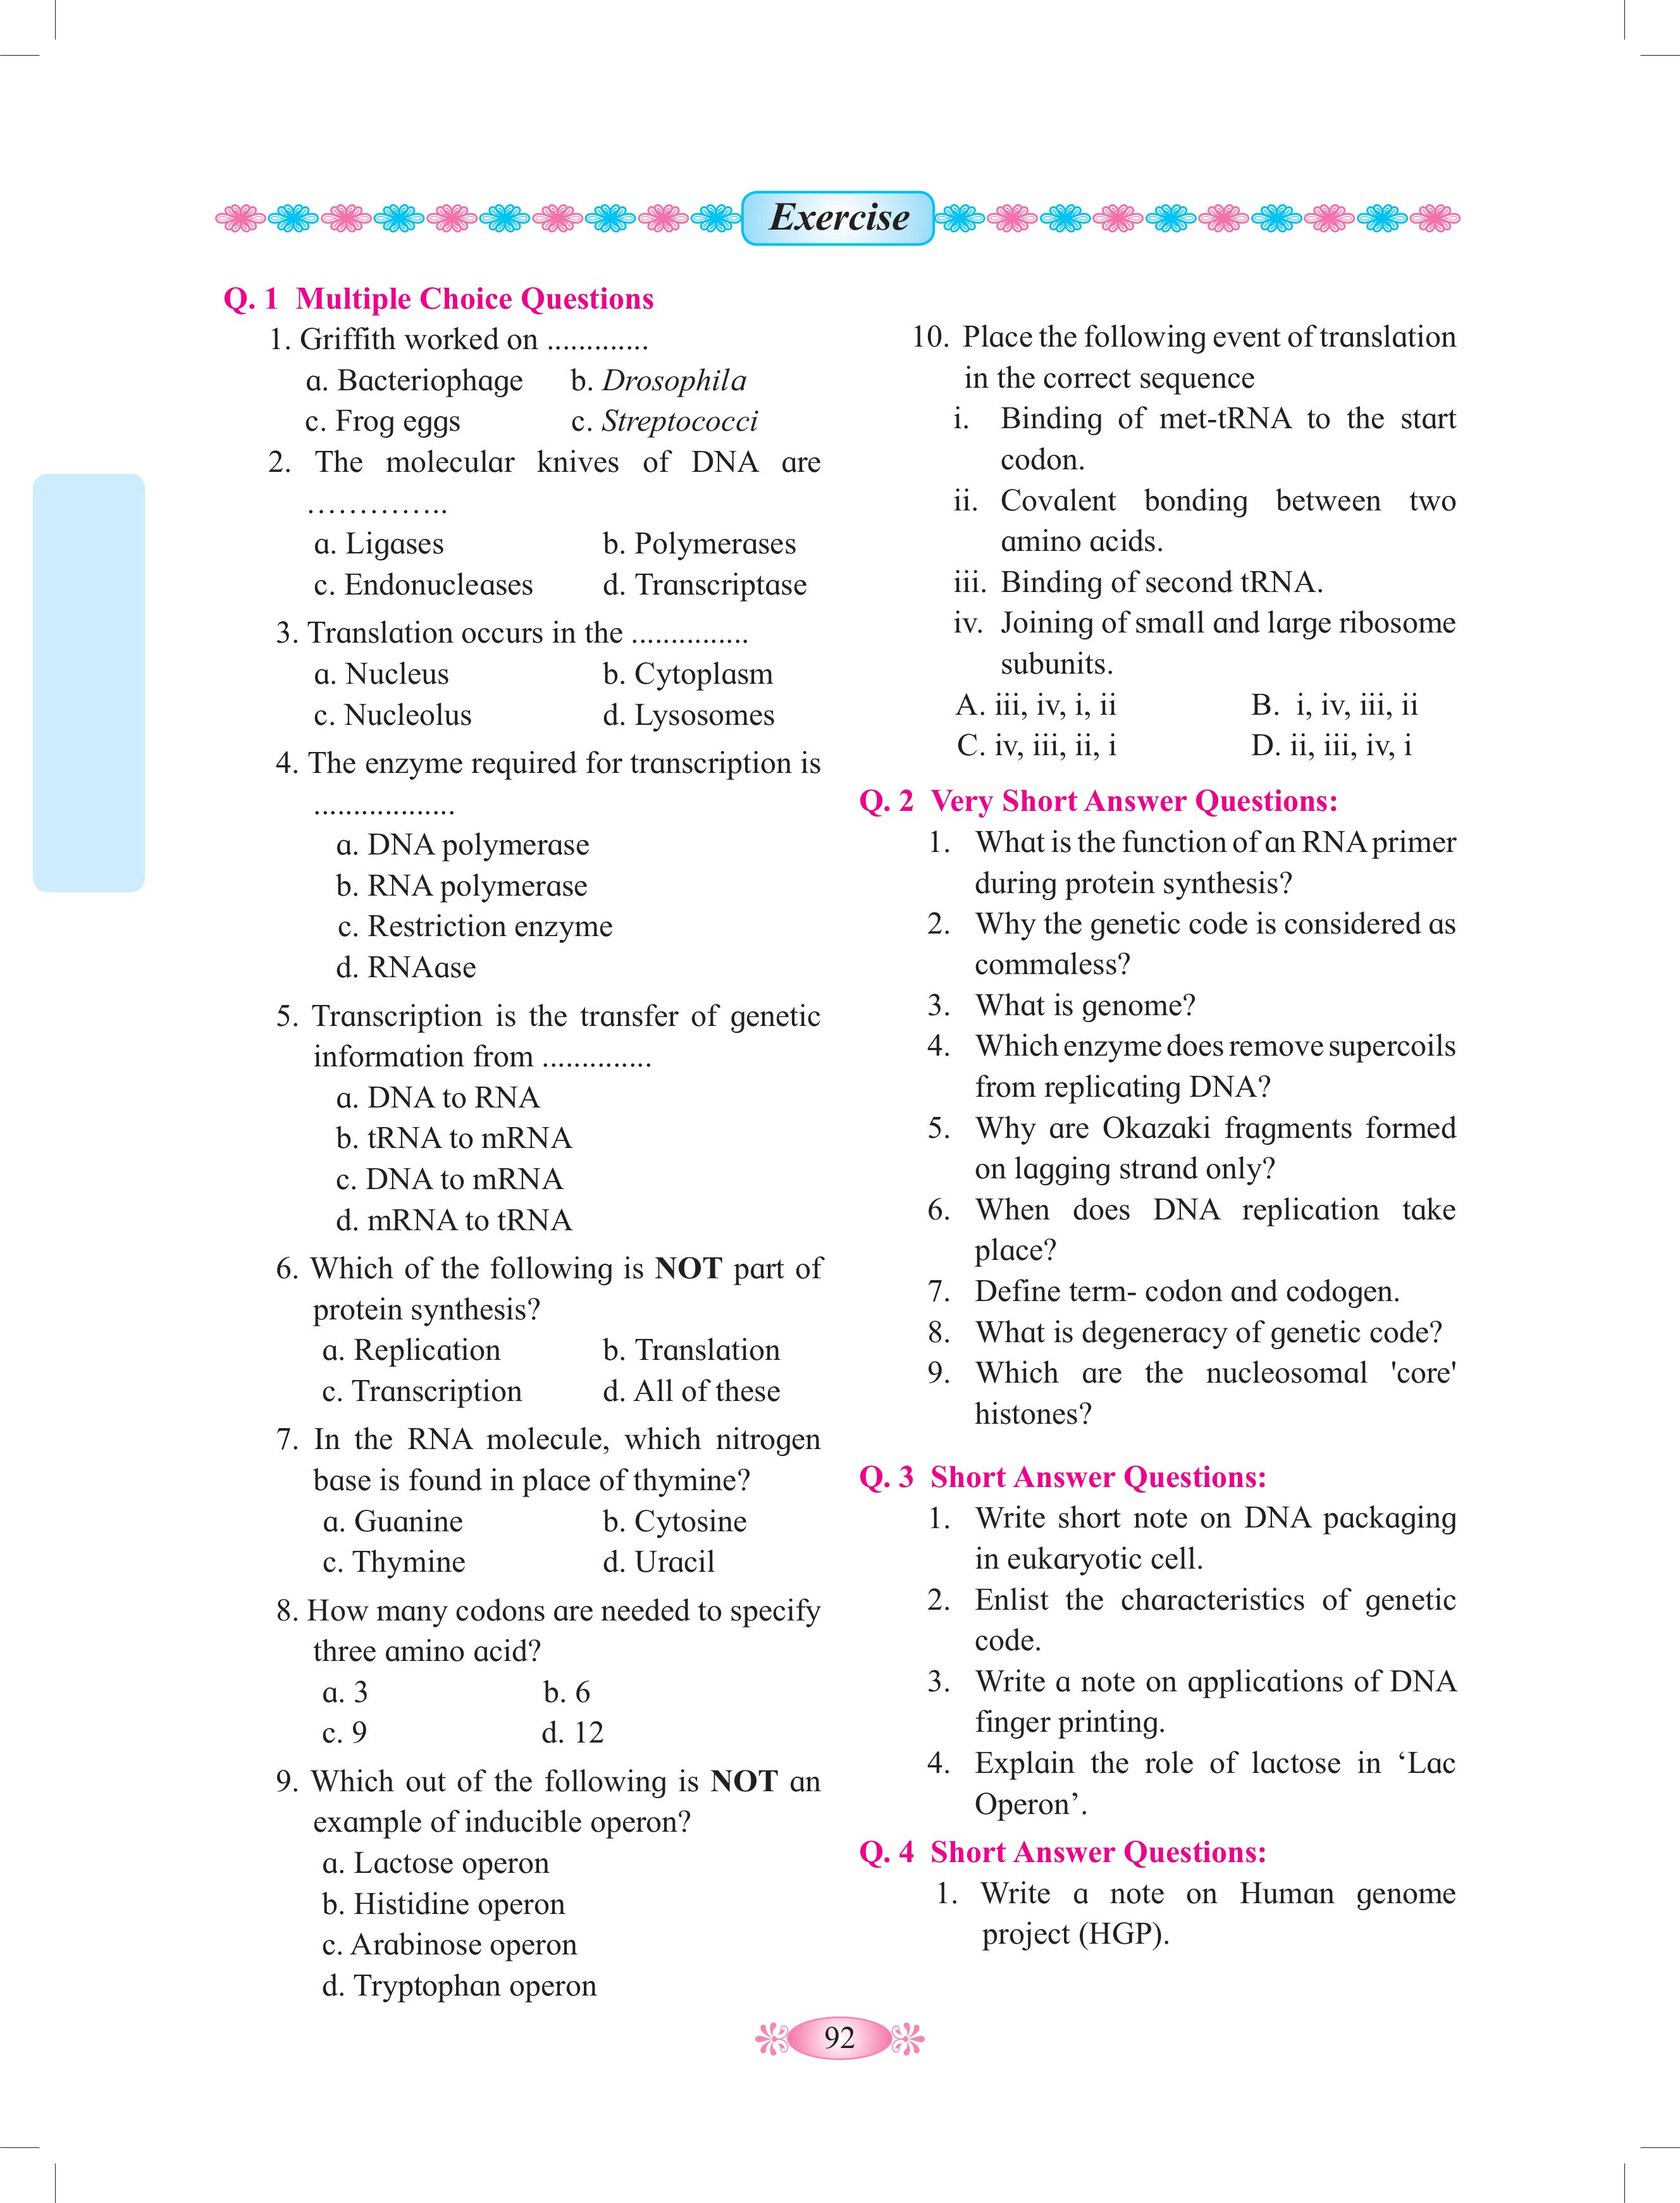 Exercise
Q. 1 Multiple Choice Questions
1. Griffith worked on .............
a. Bacteriophage b. Drosophila
c. Frog eggs c. Streptococci
2. The molecular knives of DNA are
…………..
a. Ligases b. Polymerases
c. Endonucleases d. Transcriptase
3. Translation occurs in the ...............
a. Nucleus b. Cytoplasm
c. Nucleolus d. Lysosomes
4. The enzyme required for transcription is
..................
a. DNA polymerase
b. RNA polymerase
c. Restriction enzyme
d. RNAase
5. Transcription is the transfer of genetic
information from ..............
a. DNA to RNA
b. tRNA to mRNA
c. DNA to mRNA
d. mRNA to tRNA
6. Which of the following is NOT part of
protein synthesis?
a. Replication b. Translation
c. Transcription d. All of these
7. In the RNA molecule, which nitrogen
base is found in place of thymine?
a. Guanine b. Cytosine
c. Thymine d. Uracil
8. How many codons are needed to specify
three amino acid?
a. 3 b. 6
c. 9 d. 12
9. Which out of the following is NOT an
example of inducible operon?
a. Lactose operon
b. Histidine operon
c. Arabinose operon
d. Tryptophan operon
10. Place the following event of translation
in the correct sequence
i. Binding of met-tRNA to the start
codon.
ii. Covalent bonding between two
amino acids.
iii. Binding of second tRNA.
iv. Joining of small and large ribosome
subunits.
A. iii, iv, i, ii B. i, iv, iii, ii
C. iv, iii, ii, i D. ii, iii, iv, i
Q. 2 Very Short Answer Questions:
1. What is the function of an RNA primer
during protein synthesis?
2. Why the genetic code is considered as
commaless?
3. What is genome?
4. Which enzyme does remove supercoils
from replicating DNA?
5. Why are Okazaki fragments formed
on lagging strand only?
6. When does DNA replication take
place?
7. Define term- codon and codogen.
8. What is degeneracy of genetic code?
9. Which are the nucleosomal 'core'
histones?
Q. 3 Short Answer Questions:
1. Write short note on DNA packaging
in eukaryotic cell.
2. Enlist the characteristics of genetic
code.
3. Write a note on applications of DNA
finger printing.
4. Explain the role of lactose in ‘Lac
Operon’.
Q. 4 Short Answer Questions:
1. Write a note on Human genome
project (HGP).
92